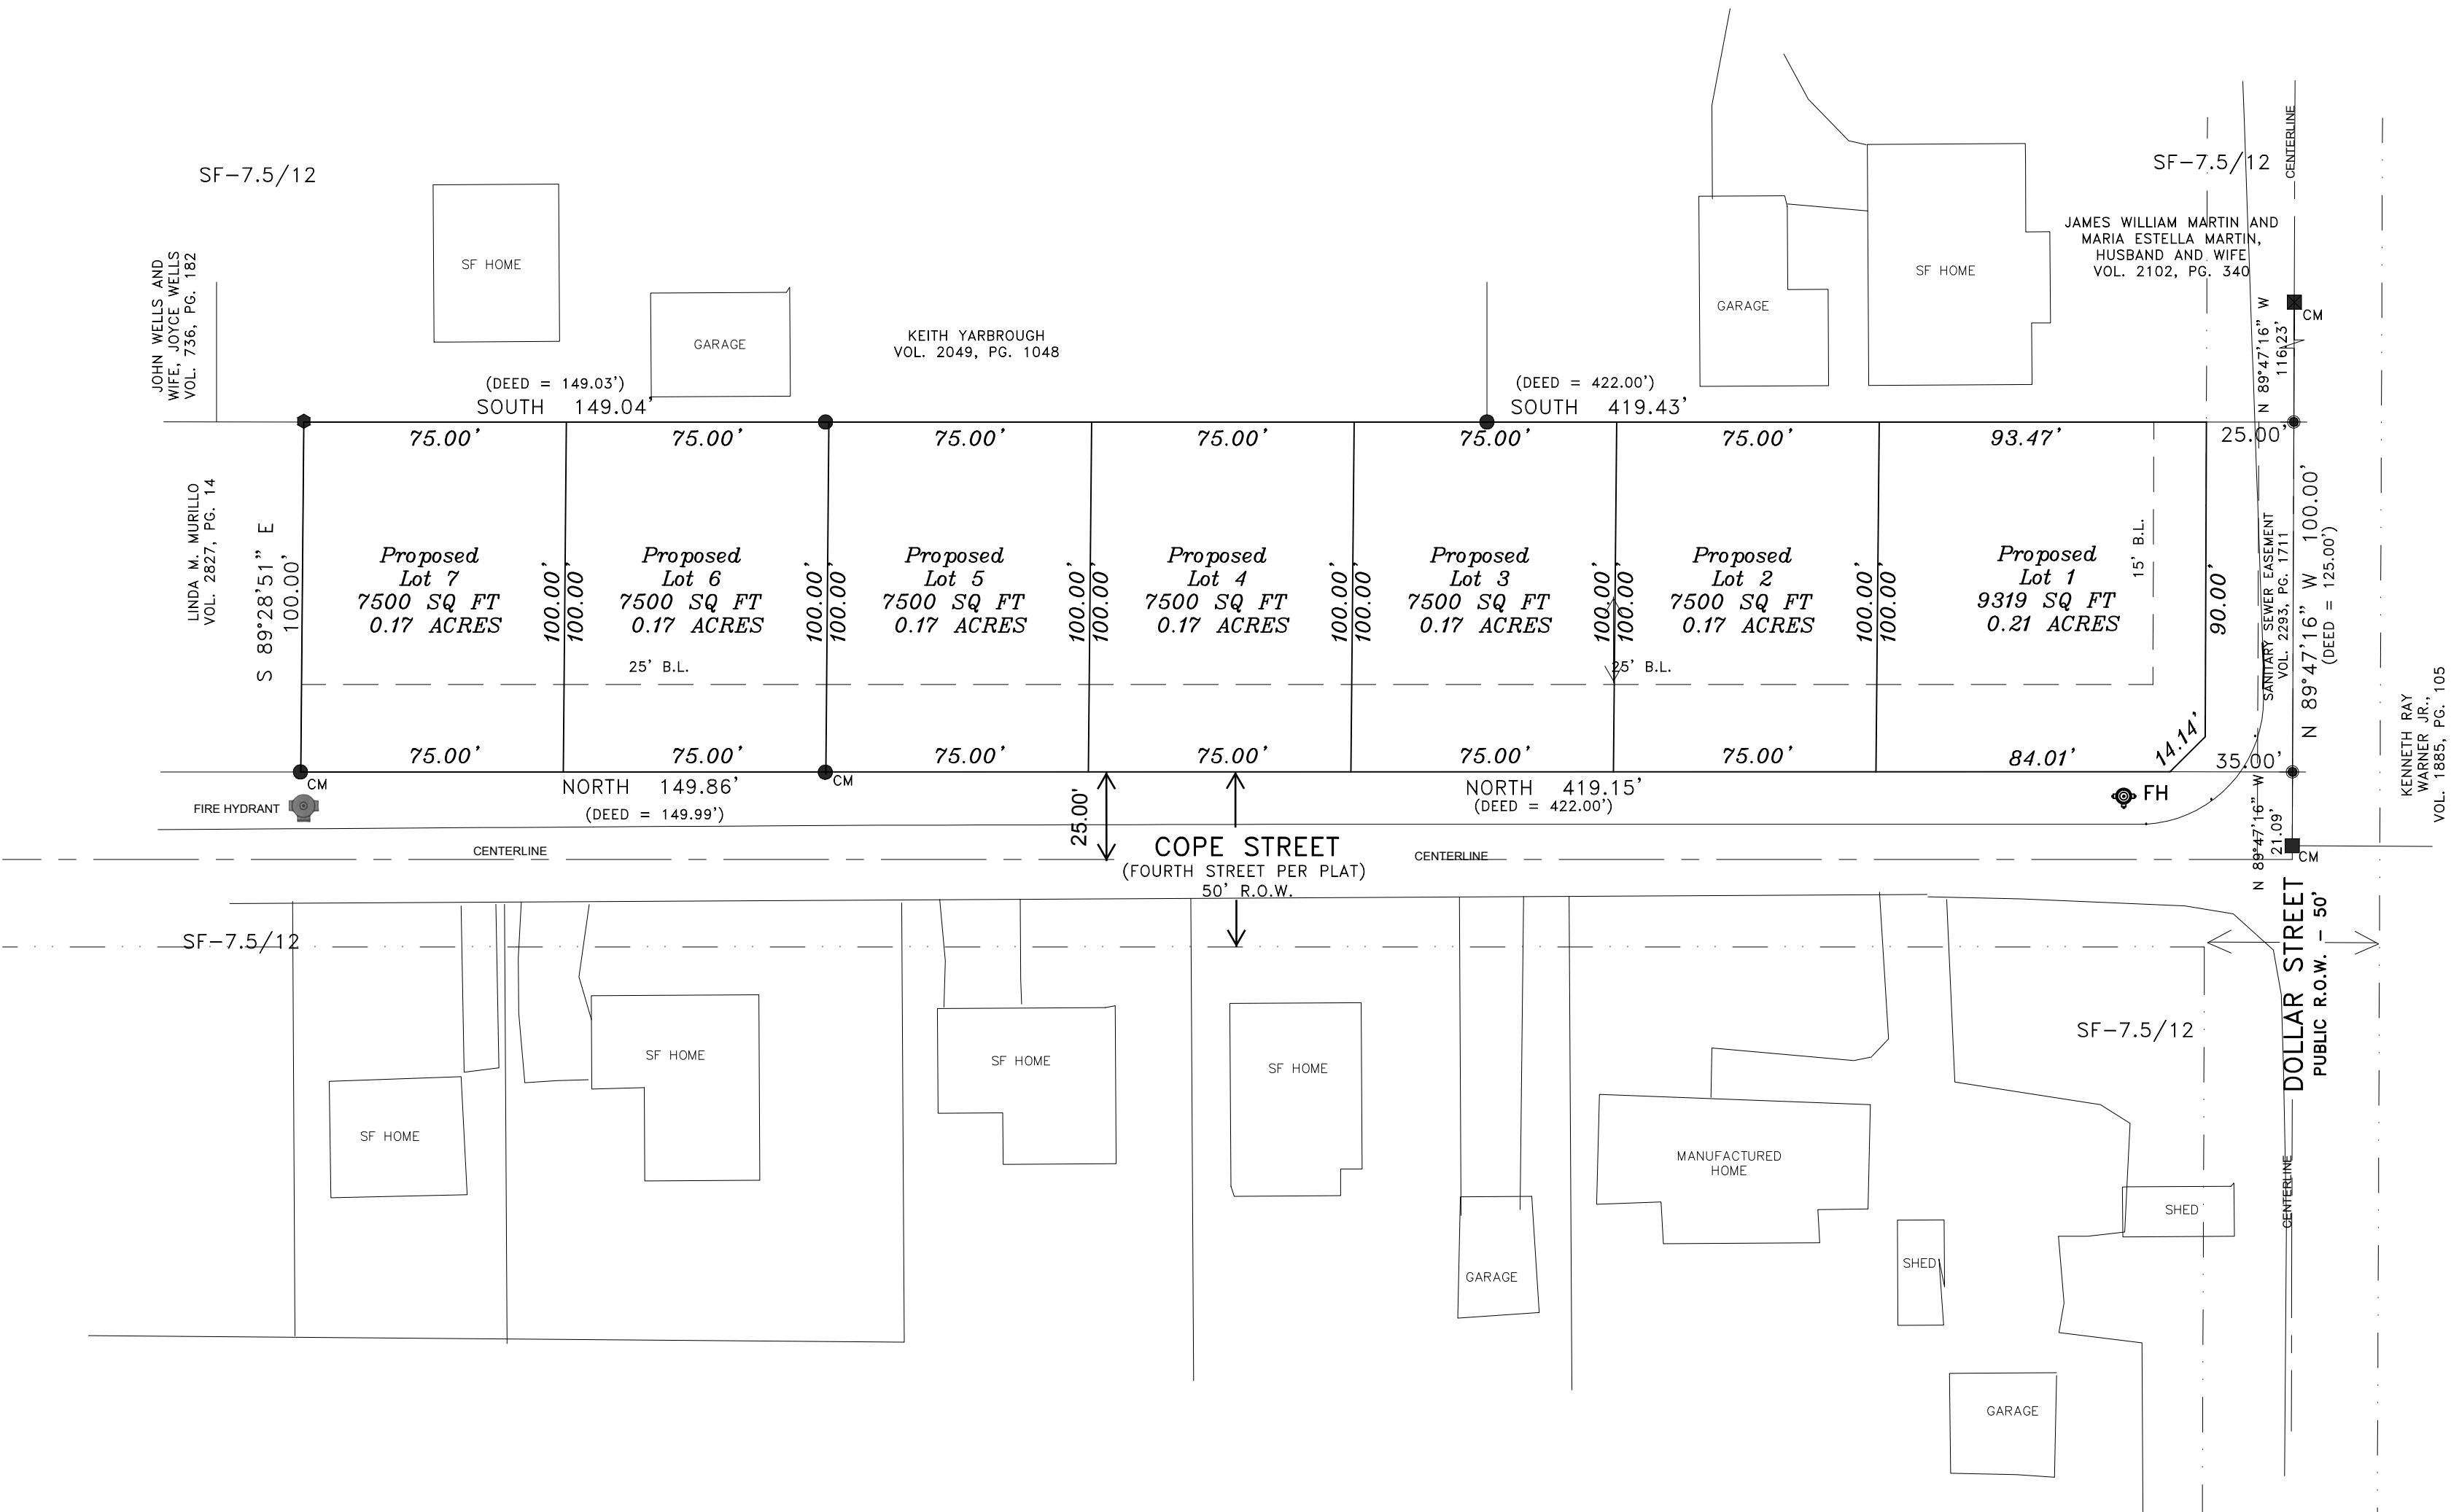 CENTERLINE
SF-7.5/12
SF-7.5/12
JAMES WILLIAM MARTIN AND
MARIA ESTELLA MARTIN,
HUSBAND AND WIFE
VOL. 2102, PG. 340
JOHN WELLS AND
WIFE, JOYCE WELLS
VOL. 736, PG. 182
SF HOME
GARAGE
KEITH YARBROUGH
VOL. 2049, PG. 1048
GARAGE
SF HOME
N 89°47'16" W
116.23'
CM
(DEED = 149.03')
SOUTH 149.04'
(DEED = 422.00')
SOUTH 419.43'
75.00'
75.00'
75.00'
75.00'
75.00'
75.00'
93.47'
25.00'
LINDA M. MURILLO
VOL. 2827, PG. 14
S 89°28'51" E
100.00'
Proposed
Lot 7
7500 SQ FT
0.17 ACRES
100.00'
100.00'
Proposed
Lot 6
7500 SQ FT
0.17 ACRES
100.00'
100.00'
Proposed
Lot 5
7500 SQ FT
0.17 ACRES
100.00'
100.00'
Proposed
Lot 4
7500 SQ FT
0.17 ACRES
100.00'
100.00'
Proposed
Lot 3
7500 SQ FT
0.17 ACRES
100.00'
100.00'
Proposed
Lot 2
7500 SQ FT
0.17 ACRES
100.00'
100.00'
Proposed
Lot 1
9319 SQ FT
0.21 ACRES
15' B.L.
90.00'
SANITARY SEWER EASEMENT
VOL. 2293, PG. 1711
N 89°47'16" W 100.00'
(DEED = 125.00')
25' B.L.
25' B.L.
KENNETH RAY
WARNER JR.,
VOL. 1885, PG. 105
75.00'
75.00'
75.00'
75.00'
75.00'
75.00'
84.01'
14.14'
35.00'
CM
NORTH 149.86'
(DEED = 149.99')
CM
NORTH 419.15'
(DEED = 422.00')
FIRE HYDRANT
FH
N 89°47'16" W
21.09'
CM
25.00'
CENTERLINE
COPE STREET
(FOURTH STREET PER PLAT)
50' R.O.W.
CENTERLINE
SF-7.5/12
DOLLAR STREET
PUBLIC R.O.W. - 50'
SF-7.5/12
SF HOME
SF HOME
SF HOME
SF HOME
MANUFACTURED
HOME
CENTERLINE
SHED
SHED
GARAGE
GARAGE